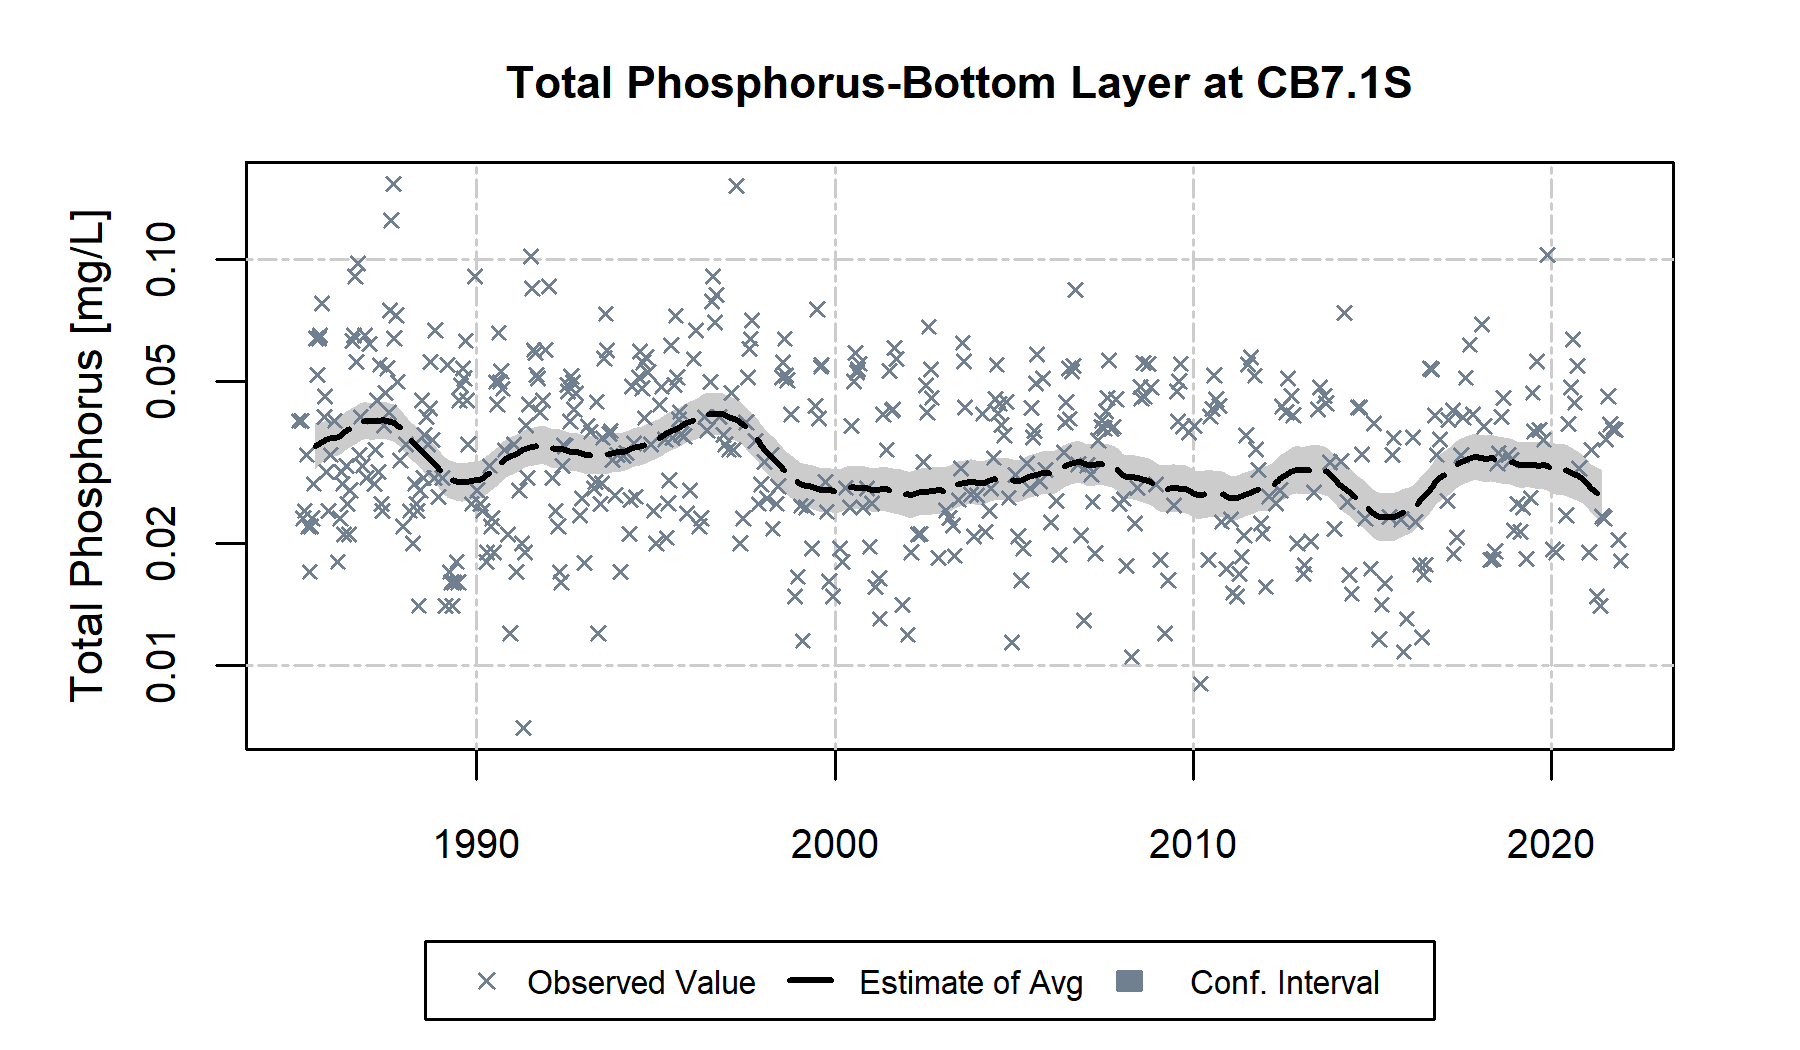 Total Phosphorus-Bottom Layer at CB7.1S
Total Phosphorus [mg/L]
0.10
0.05
0.02
0.01
1990 2000 2010 2020
Observed Value Estimate of Avg Conf. Interval